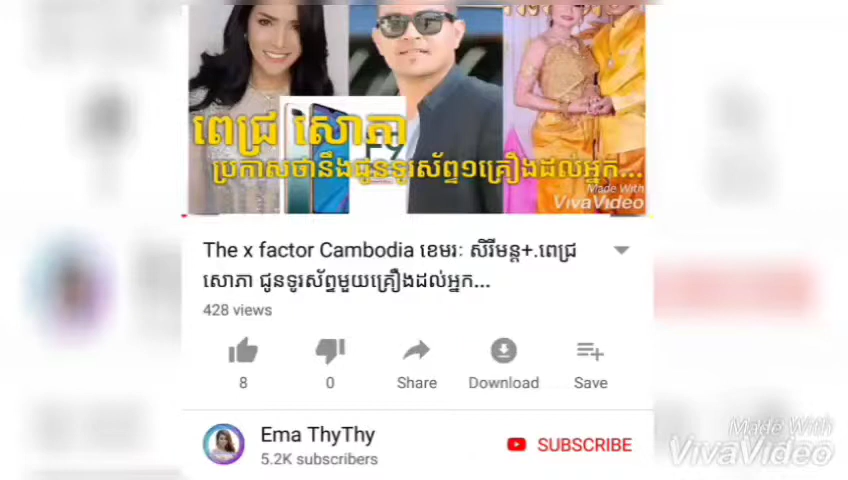 ពេជ្រ សោភា
F9
ប្រកាសថានឹងជូនទូរស័ព្ទ១គ្រឿងដល់អ្នក...
Made With
VivaVideo
The x factor Cambodia ខេមរៈ សិរីមន្ត+.ពេជ្រ
សោភា ជូនទូរស័ព្ទមួយគ្រឿងដល់អ្នក...
428 views
8
0
Share
Download
Save
Ema ThyThy
5.2K subscribers
SUBSCRIBE
Made With
VivaVideo